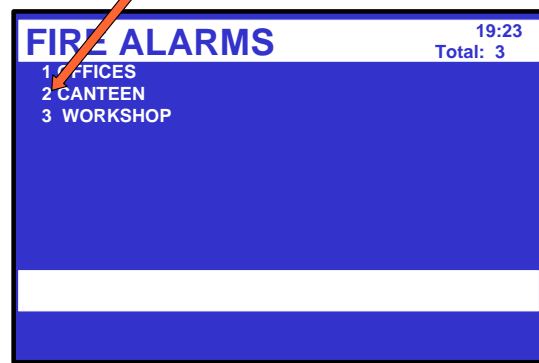 FIRE ALARMS
19:23
Total: 3
1 OFFICES
2 CANTEEN
3 WORKSHOP